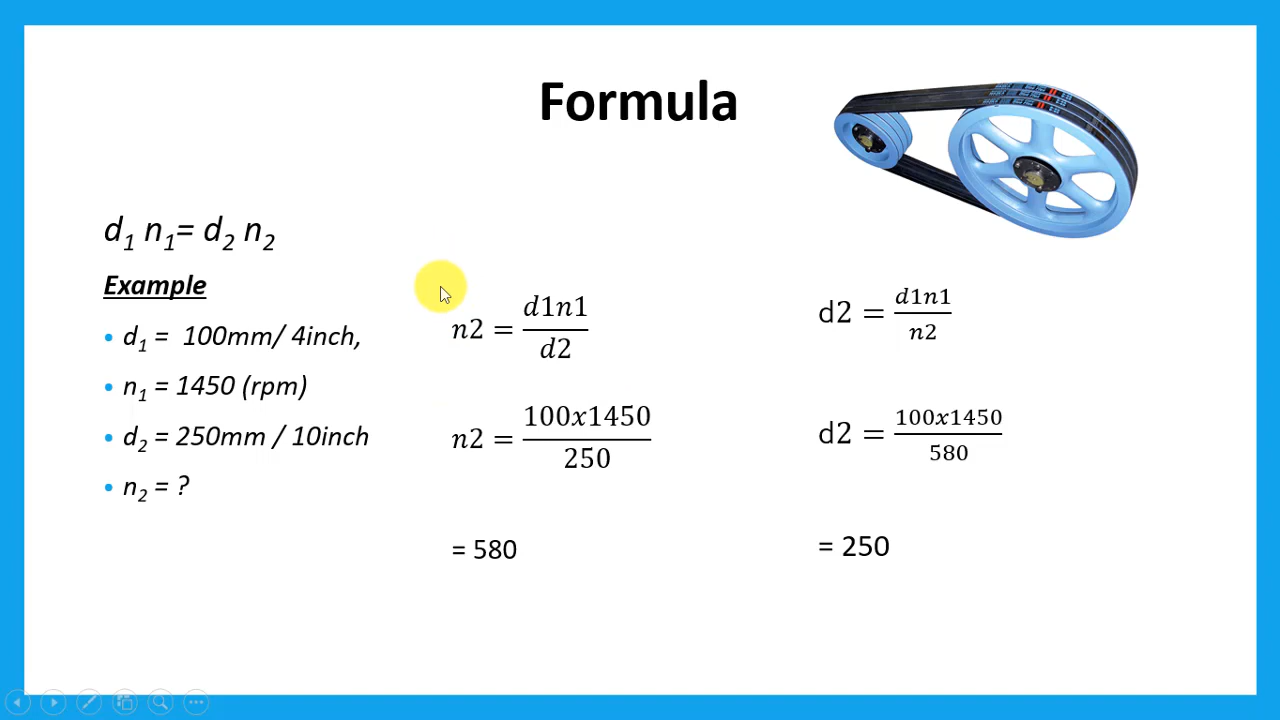 Formula
d₁ n₁= d₂ n₂
Example
• d₁ = 100mm/ 4inch,
• n₁ = 1450 (rpm)
• d₂ = 250mm / 10inch
• n₂ = ?
n2 = d1n1/d2
n2 = 100x1450/250
= 580
d2 = d1n1/n2
d2 = 100x1450/580
= 250